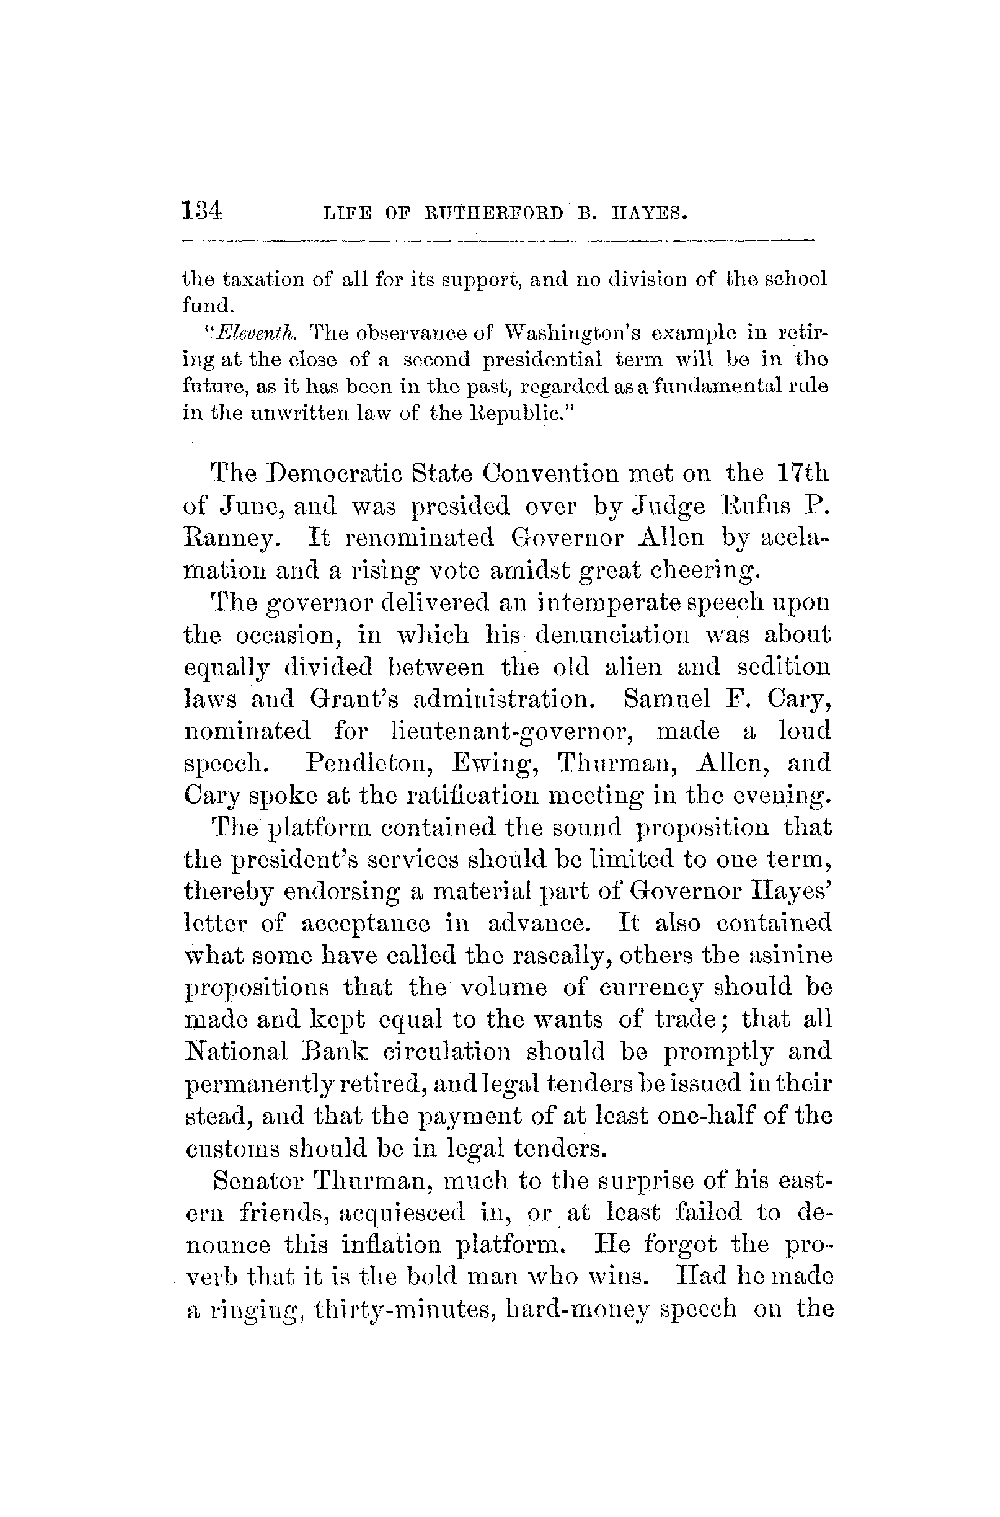 134 LIFE OF RUTHERFORD B. HAYES.
the taxation of all for its support, and no division of the school
fund.
"Eleventh. The observance of Washington's example in retir-
ing at the close of a second presidential term will be in the
future, as it has been in the past, regarded as a fundamental rule
in the unwritten law of the Republic."
The Democratic State Convention met on the 17th
of June, and was presided over by Judge Rufus P.
Ranney. It renominated Governor Allen by accla-
mation and a rising vote amidst great cheering.
The governor delivered an intemperate speech upon
the occasion, in which his denunciation was about
equally divided between the old alien and sedition
laws and Grant's administration. Samuel F. Cary,
nominated for lieutenant-governor, made a loud
speech. Pendleton, Ewing, Thurman, Allen, and
Cary spoke at the ratification meeting in the evening.
The platform contained the sound proposition that
the president's services should be limited to one term,
thereby endorsing a material part of Governor Hayes'
letter of acceptance in advance. It also contained
what some have called the rascally, others the asinine
propositions that the volume of currency should be
made and kept equal to the wants of trade; that all
National Bank circulation should be promptly and
permanently retired, and legal tenders be issued in their
stead, and that the payment of at least one-half of the
customs should be in legal tenders.
Senator Thurman, much to the surprise of his east-
ern friends, acquiesced in, or at least failed to de-
nounce this inflation platform. He forgot the pro-
verb that it is the bold man who wins. Had he made
a ringing, thirty-minutes, hard-money speech on the